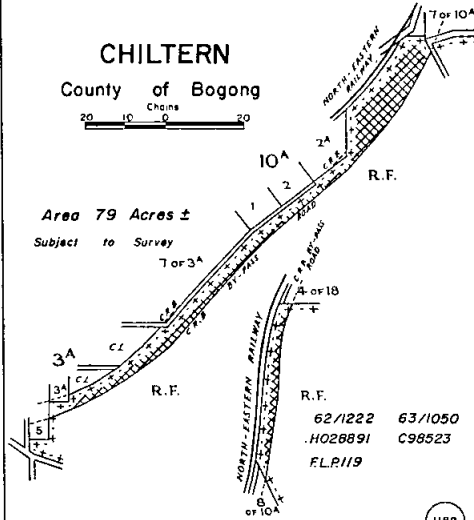 CHILTERN
County of Bogong
Chains
20 10 0 20
Area 79 Acres ±
Subject to Survey
7 OF 10A
NORTH-EASTERN
RAILWAY
2A
C.R.B.
10A
R.F.
1
2
ROAD
7 OF 3A
BY-PASS
C.R.B.
C.R.B.
C.R.B. BY-PASS
ROAD
4 OF 18
3A
C.I.
C.I.
3A
R.F.
5
NORTH-EASTERN RAILWAY
R.F.
62/1222 63/1050
H028891 C98523
F.L.P.119
8
OF 10A